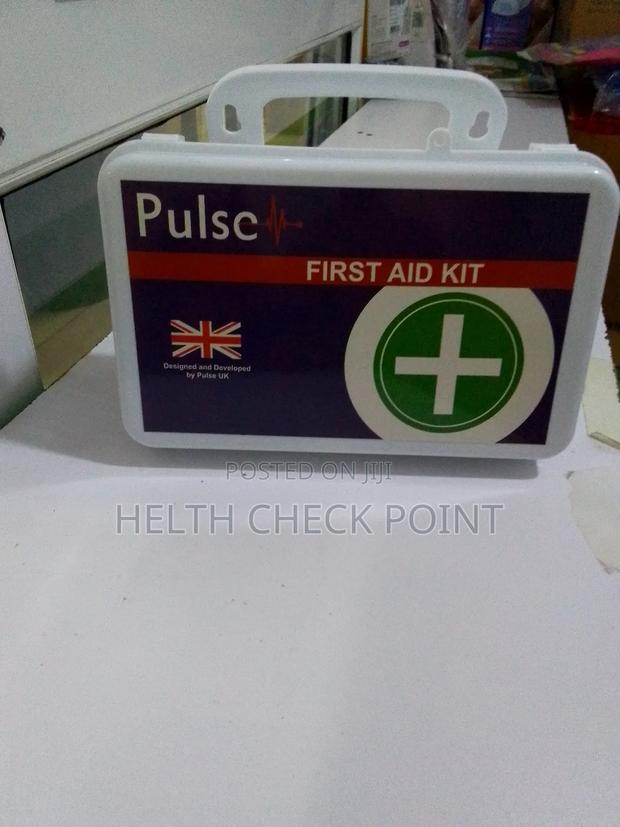 Pulse
FIRST AID KIT
Designed and Developed
by Pulse UK
POSTED ON JIJI
HELTH CHECK POINT